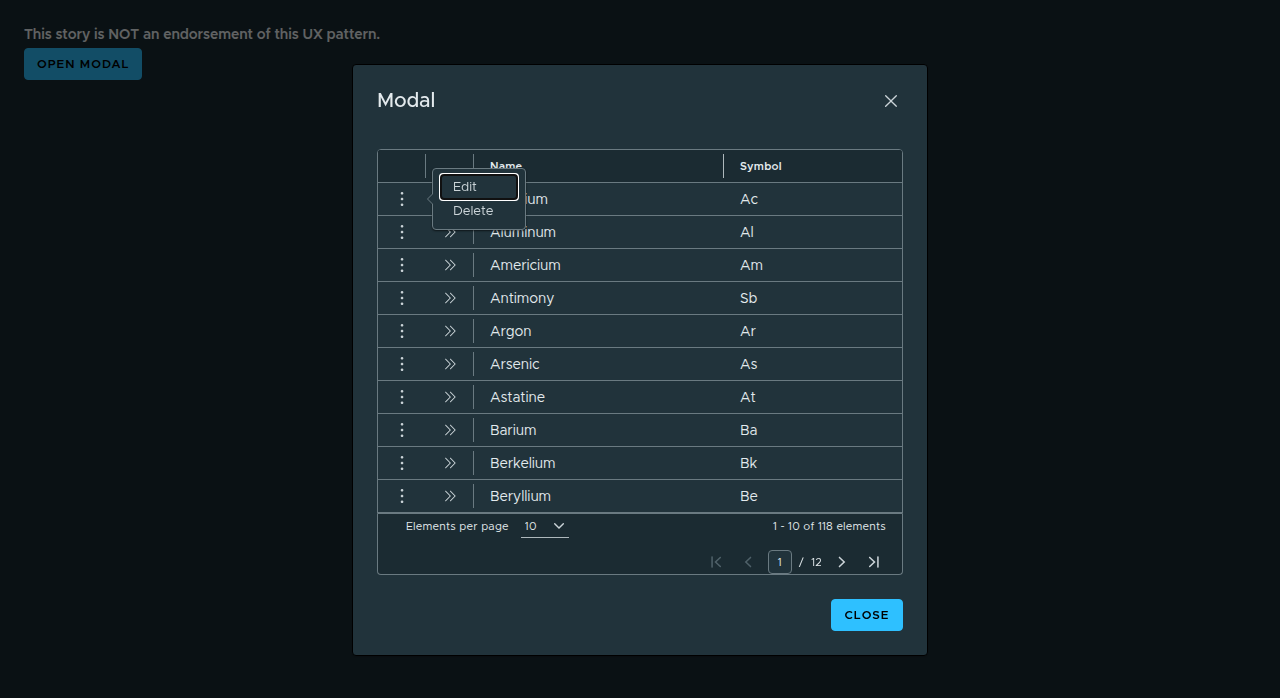 This story is NOT an endorsement of this UX pattern.
OPEN MODAL
Modal
Name Symbol
Edit
Delete
Ac
Aluminum Al
Americium Am
Antimony Sb
Argon Ar
Arsenic As
Astatine At
Barium Ba
Berkelium Bk
Beryllium Be
Elements per page 10 1 - 10 of 118 elements
1 / 12
CLOSE